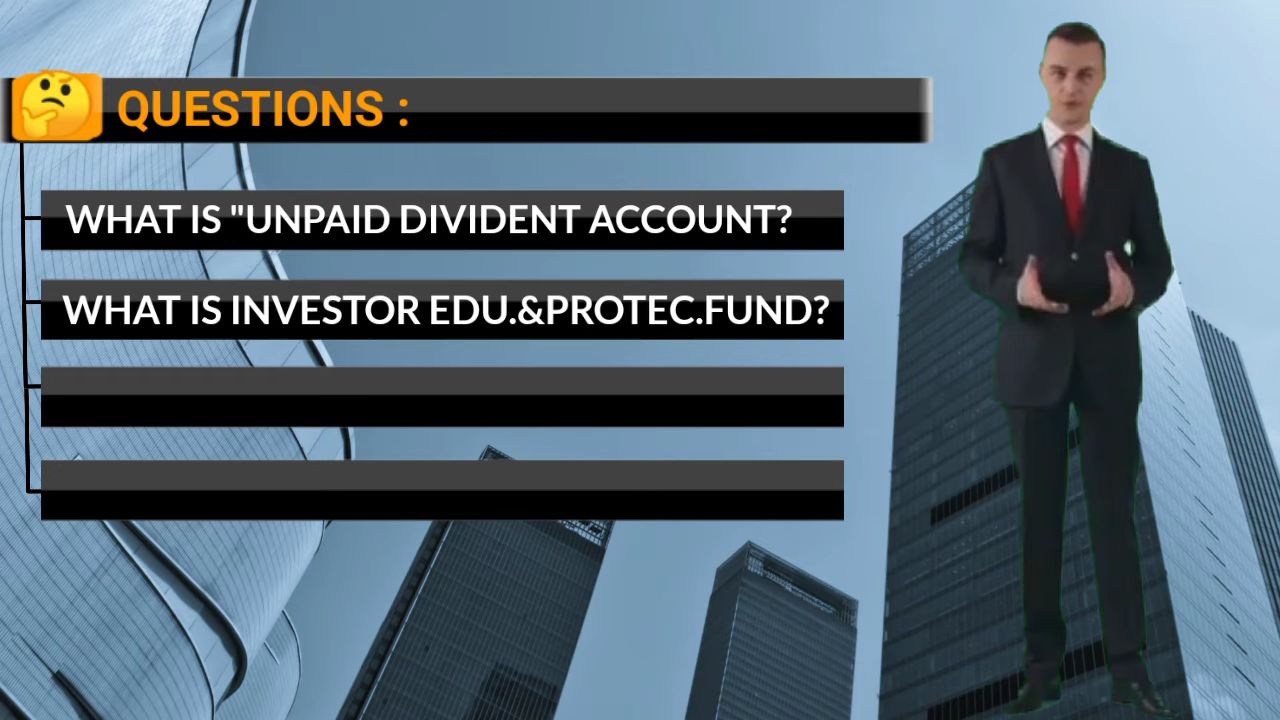 QUESTIONS :
WHAT IS "UNPAID DIVIDENT ACCOUNT?
WHAT IS INVESTOR EDU.&PROTEC.FUND?